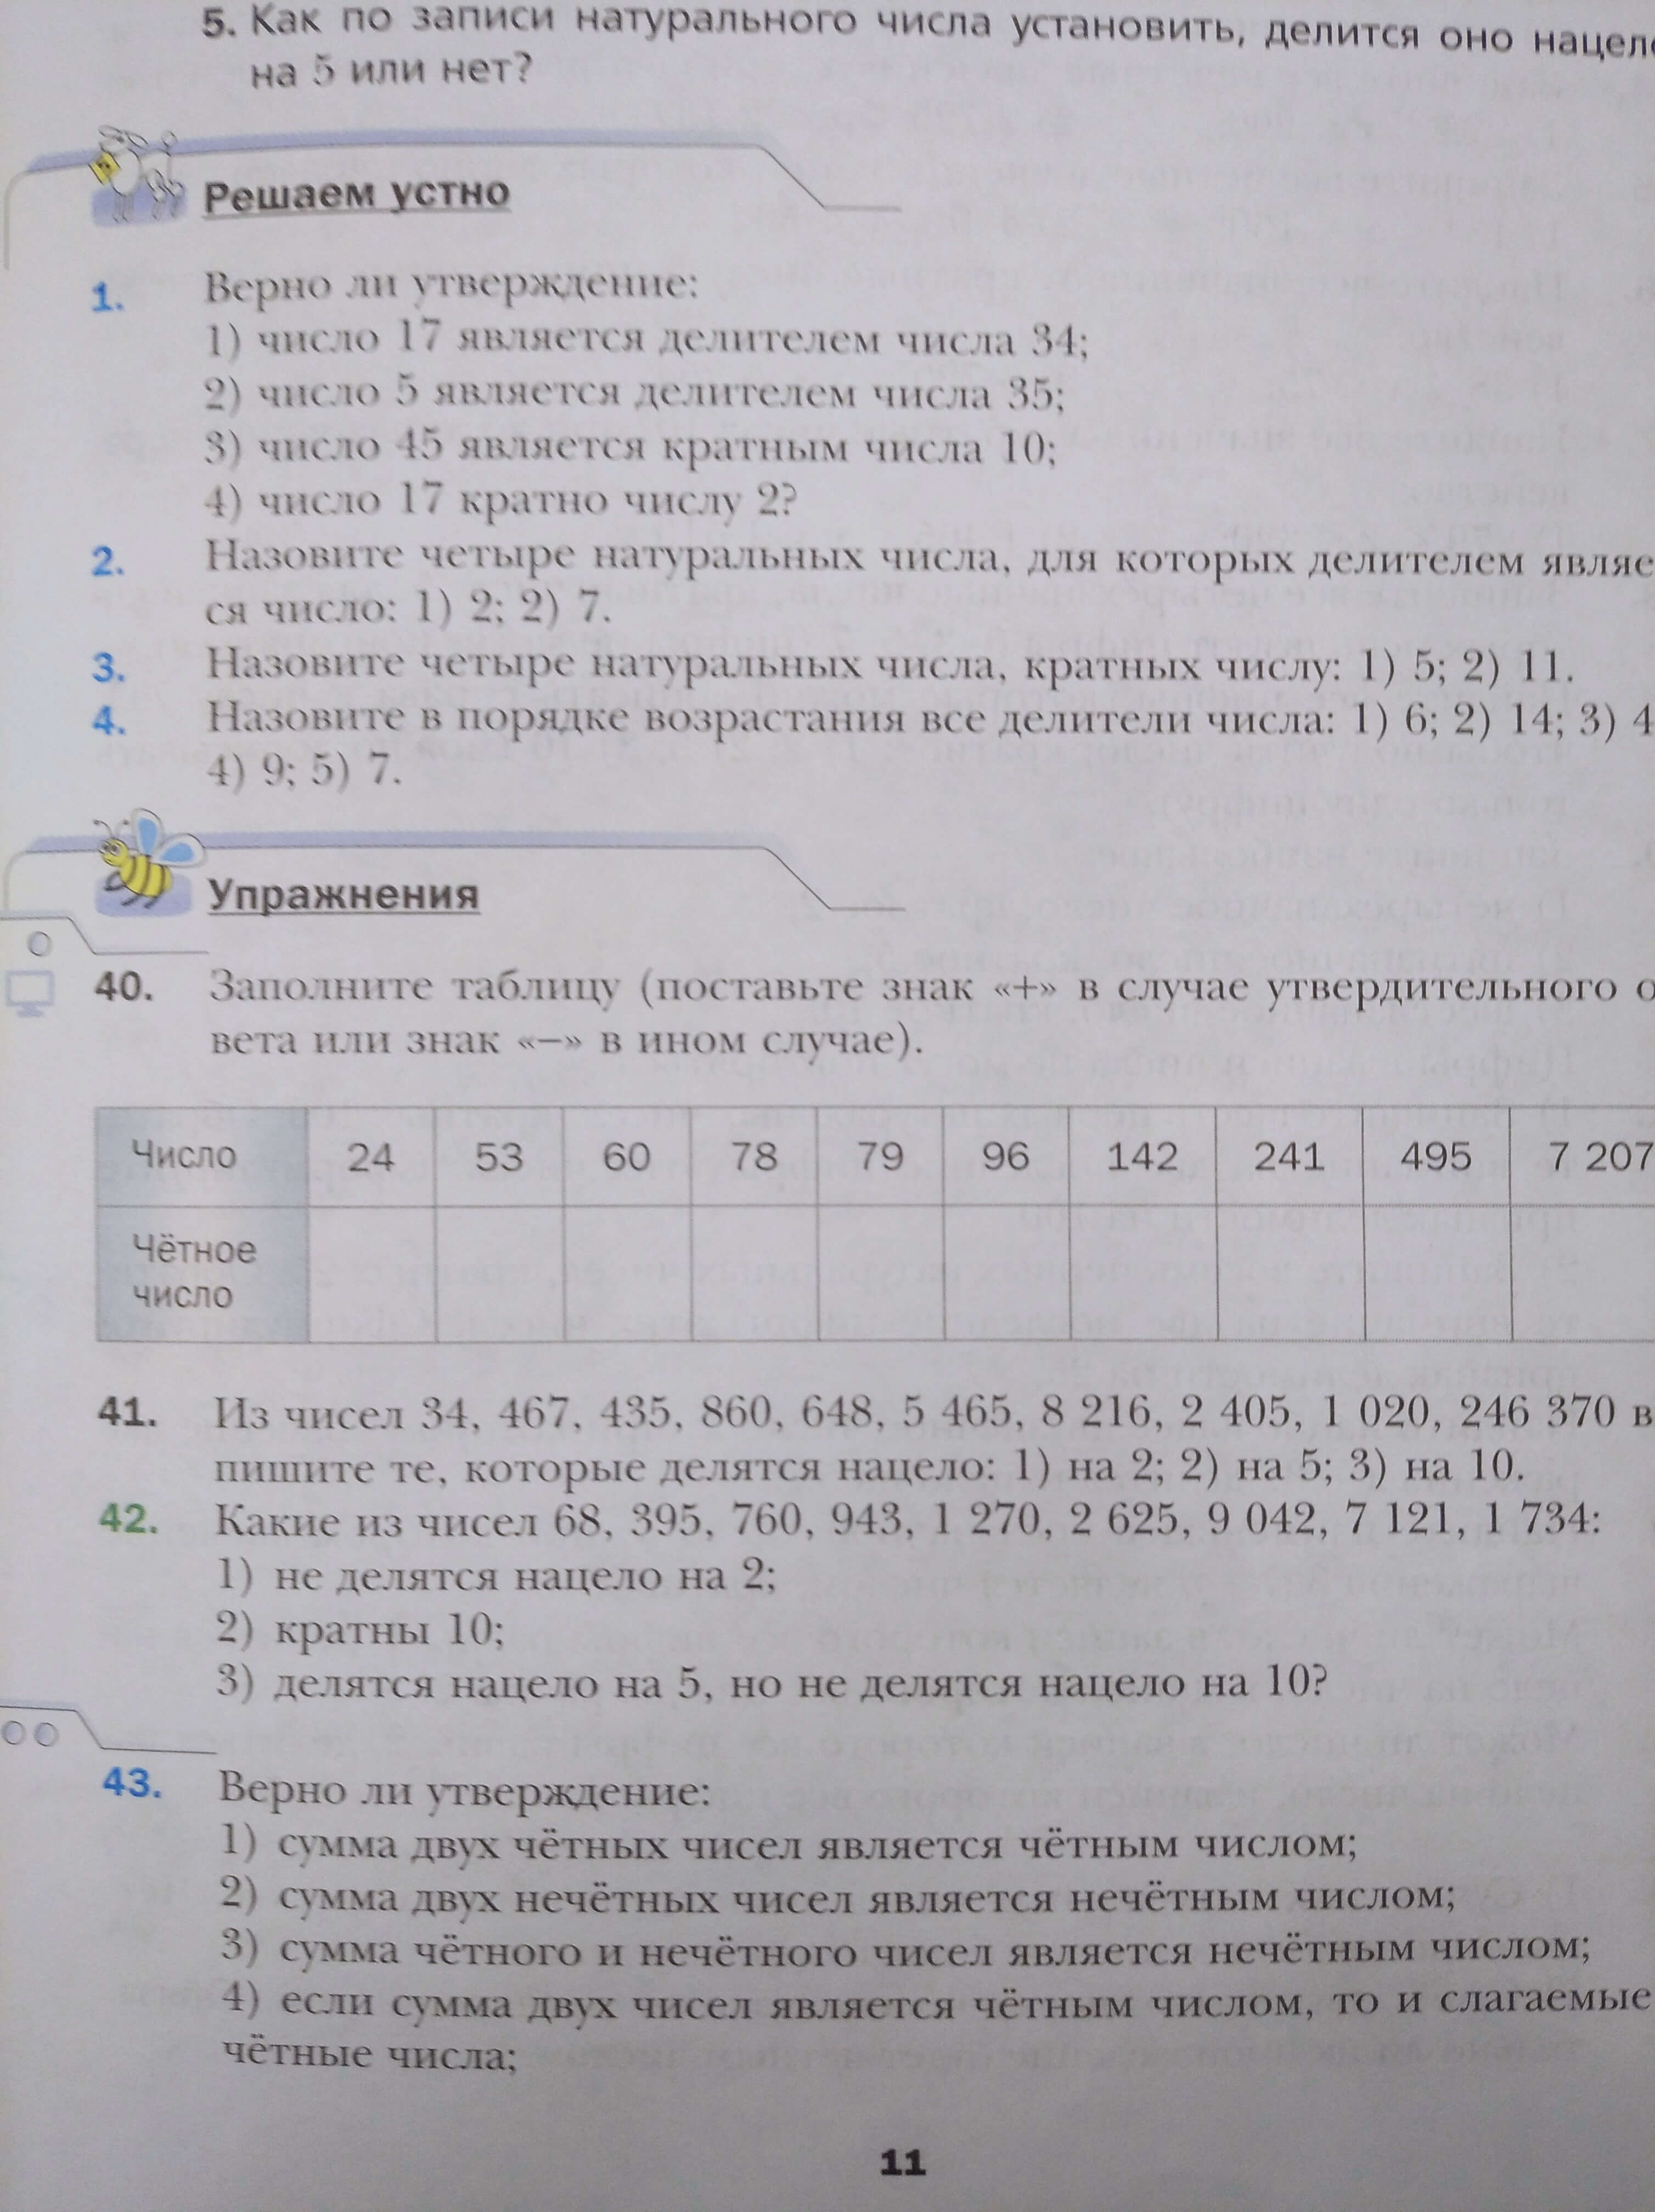 5. Как по записи натурального числа установить, делится оно нацело
на 5 или нет?
Решаем устно
1. Верно ли утверждение:
1) число 17 является делителем числа 34;
2) число 5 является делителем числа 35;
3) число 45 является кратным числа 10;
4) число 17 кратно числу 2?
2. Назовите четыре натуральных числа, для которых делителем являе
ся число: 1) 2; 2) 7.
3. Назовите четыре натуральных числа, кратных числу: 1) 5; 2) 11.
4. Назовите в порядке возрастания все делители числа: 1) 6; 2) 14; 3) 4
4) 9; 5) 7.
Упражнения
40. Заполните таблицу (поставьте знак «+» в случае утвердительного о
вета или знак «−» в ином случае).
Число 24 53 60 78 79 96 142 241 495 7 207
Чётное
число
41. Из чисел 34, 467, 435, 860, 648, 5 465, 8 216, 2 405, 1 020, 246 370 в
пишите те, которые делятся нацело: 1) на 2; 2) на 5; 3) на 10.
42. Какие из чисел 68, 395, 760, 943, 1 270, 2 625, 9 042, 7 121, 1 734:
1) не делятся нацело на 2;
2) кратны 10;
3) делятся нацело на 5, но не делятся нацело на 10?
43. Верно ли утверждение:
1) сумма двух чётных чисел является чётным числом;
2) сумма двух нечётных чисел является нечётным числом;
3) сумма чётного и нечётного чисел является нечётным числом;
4) если сумма двух чисел является чётным числом, то и слагаемые
чётные числа;
11